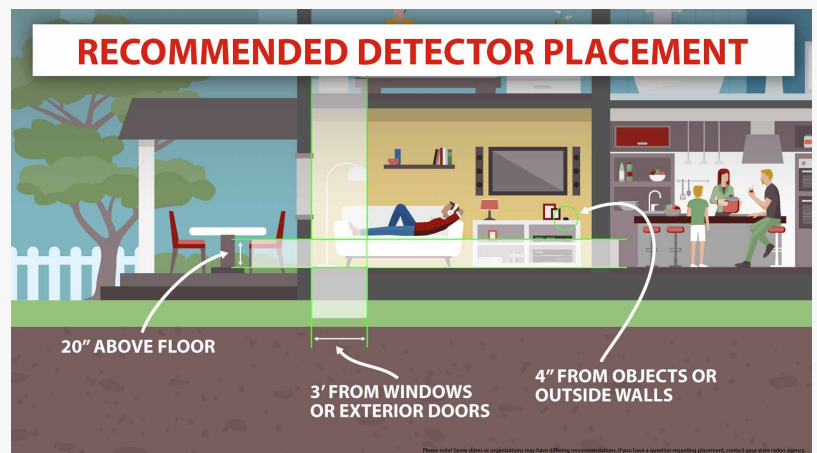 RECOMMENDED DETECTOR PLACEMENT
20” ABOVE FLOOR
3’ FROM WINDOWS
OR EXTERIOR DOORS
4” FROM OBJECTS OR
OUTSIDE WALLS
Please note! Some states or organizations may have differing recommendations. If you have a question regarding placement, contact your state radon agency.